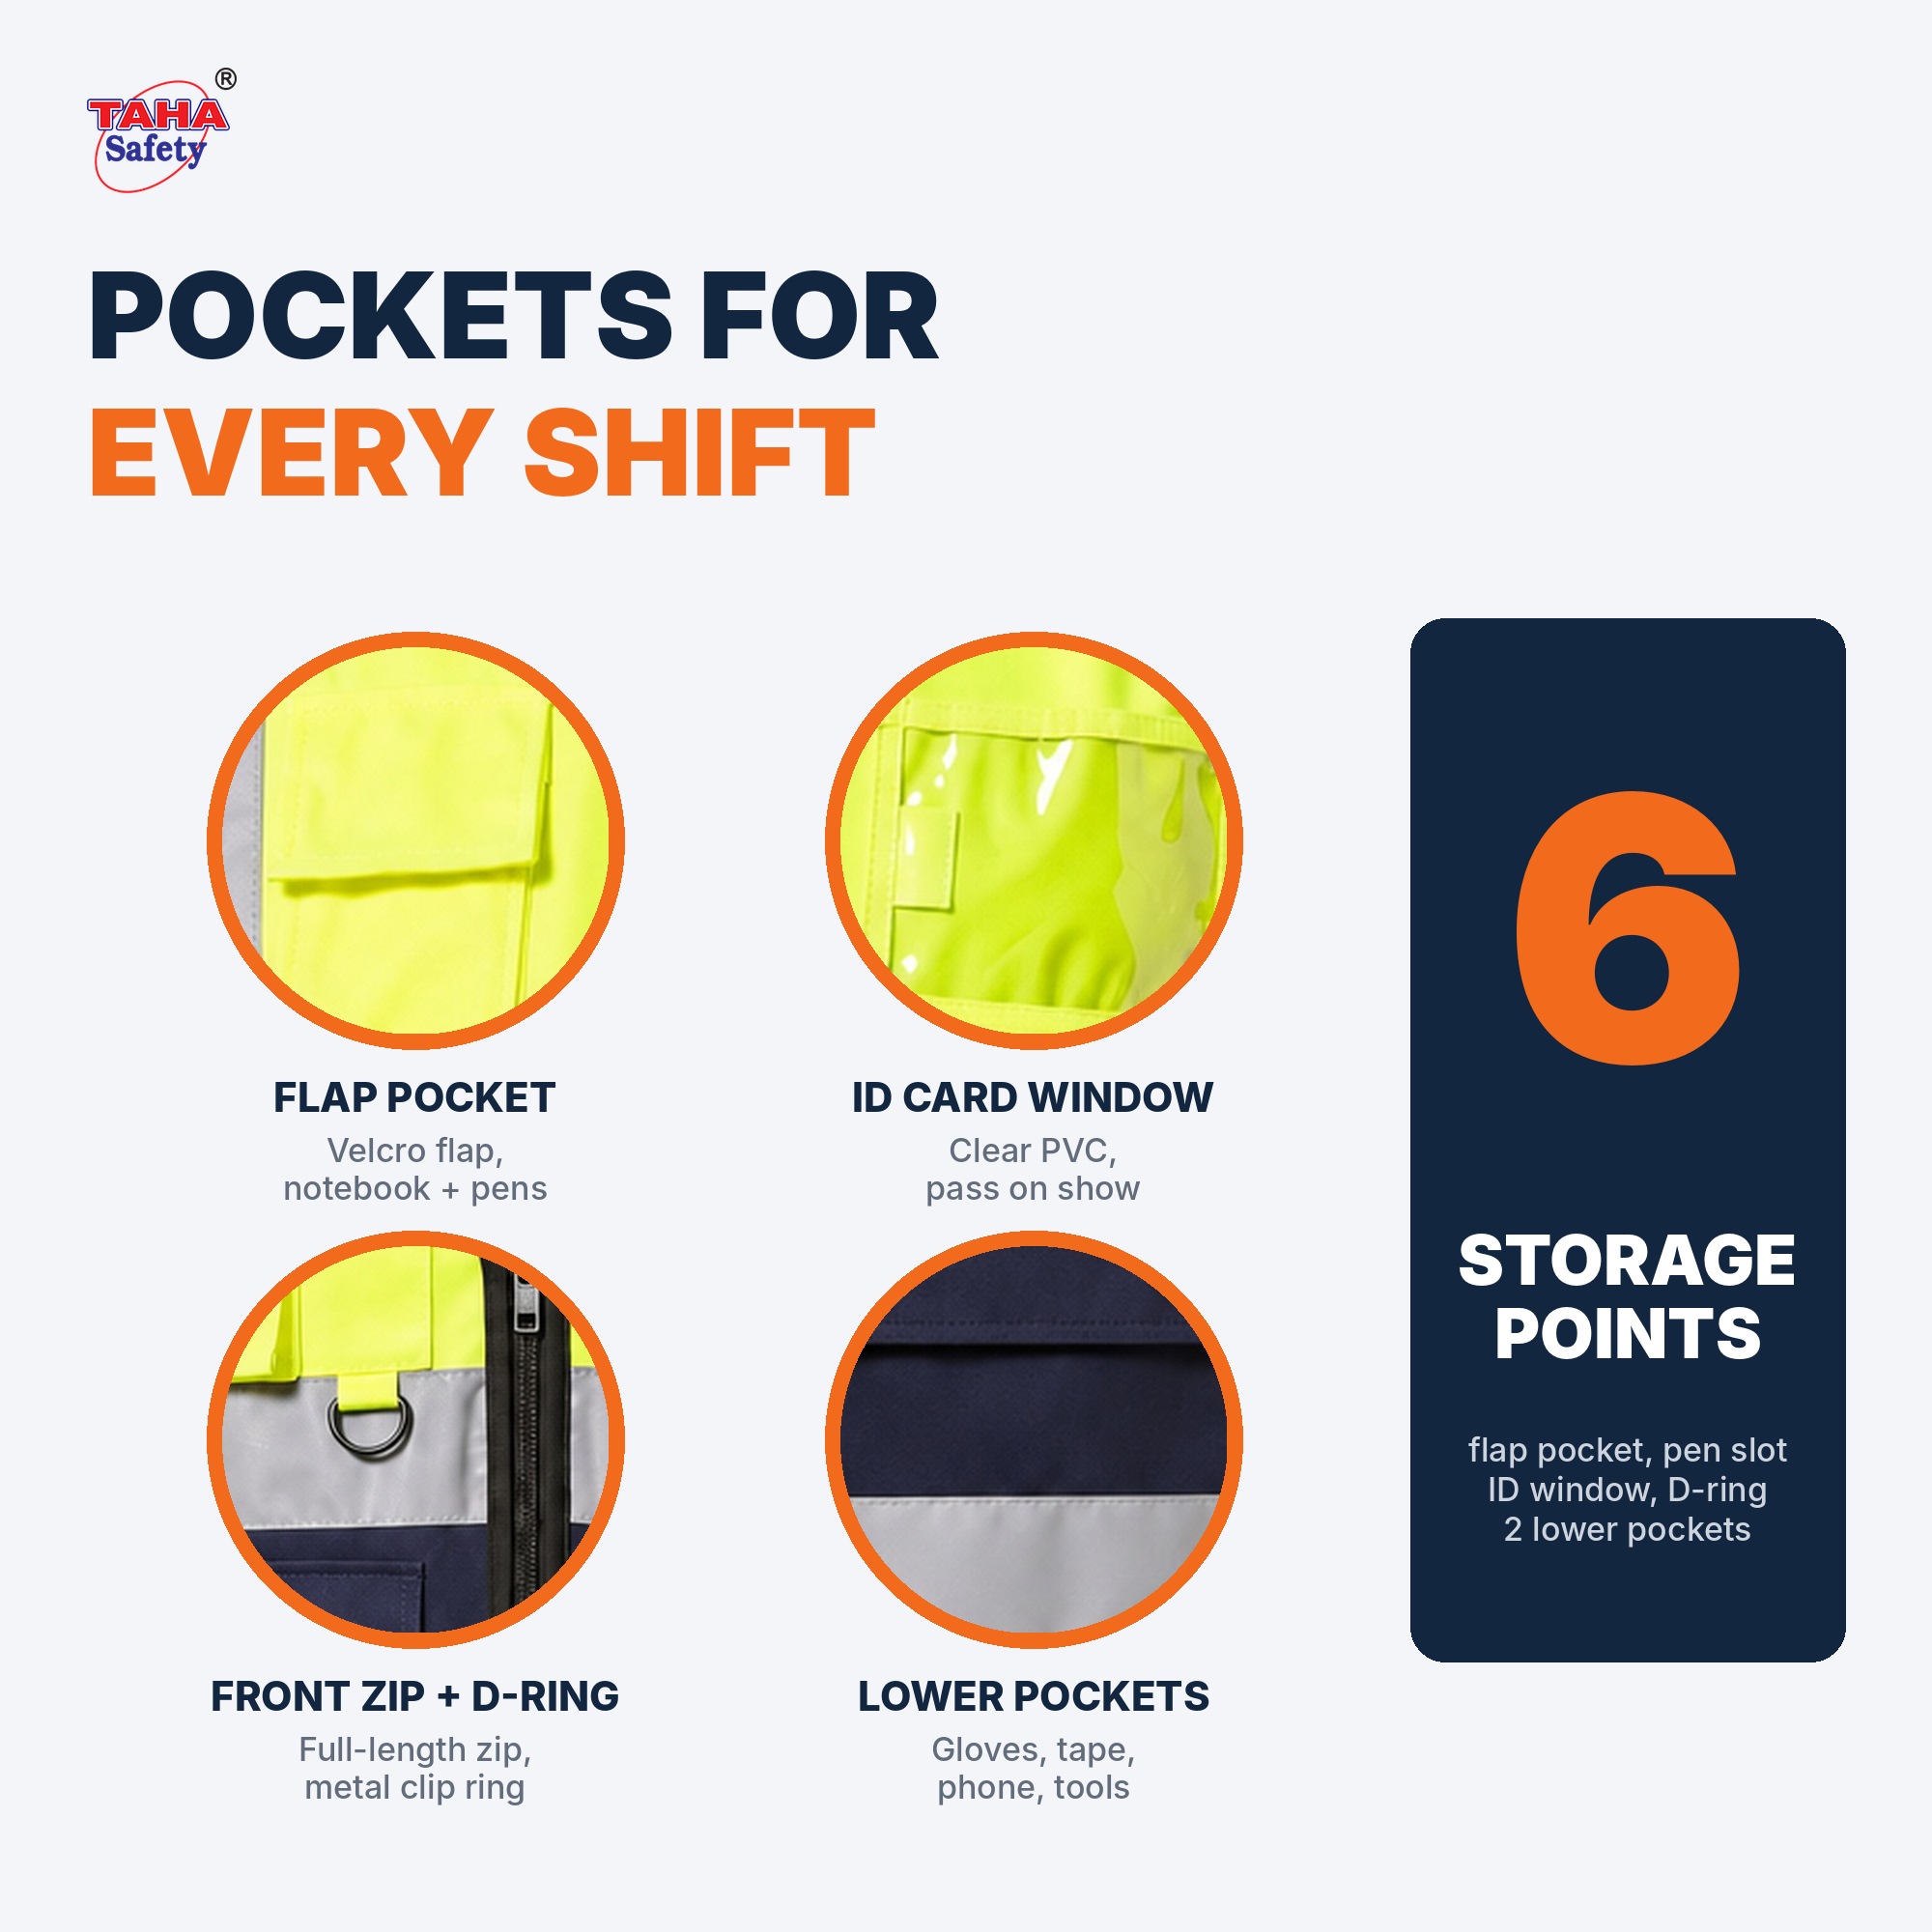 TAHA ®
Safety
POCKETS FOR
EVERY SHIFT
FLAP POCKET
Velcro flap,
notebook + pens
ID CARD WINDOW
Clear PVC,
pass on show
FRONT ZIP + D-RING
Full-length zip,
metal clip ring
LOWER POCKETS
Gloves, tape,
phone, tools
6
STORAGE
POINTS
flap pocket, pen slot
ID window, D-ring
2 lower pockets